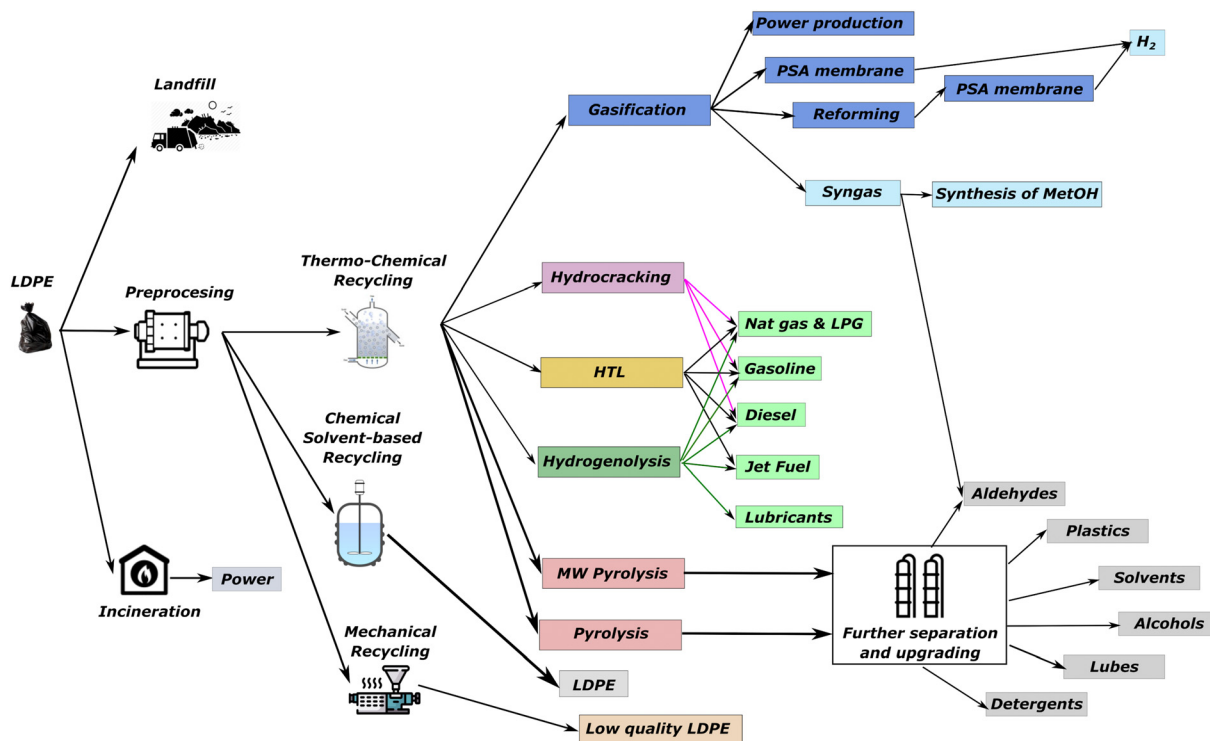 Landfill
LDPE
Preprocesing
Incineration
Power
Thermo-Chemical
Recycling
Chemical
Solvent-based
Recycling
Mechanical
Recycling
Gasification
Power production
PSA membrane
Reforming
PSA membrane
H₂
Syngas
Synthesis of MetOH
Hydrocracking
HTL
Hydrogenolysis
Nat gas & LPG
Gasoline
Diesel
Jet Fuel
Lubricants
MW Pyrolysis
Pyrolysis
LDPE
Low quality LDPE
Further separation
and upgrading
Aldehydes
Plastics
Solvents
Alcohols
Lubes
Detergents